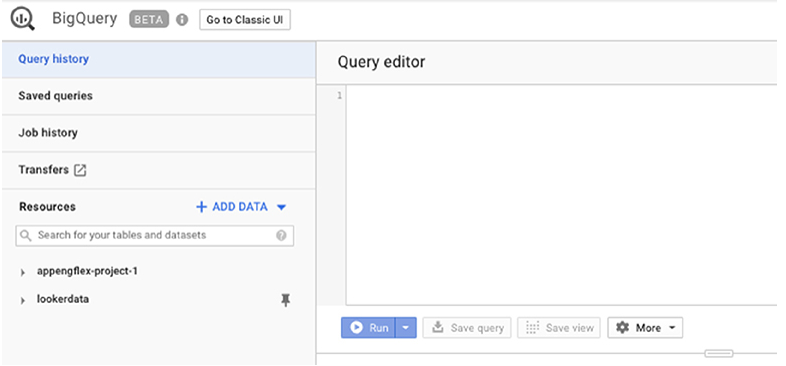 BigQuery BETA Go to Classic UI
Query history
Saved queries
Job history
Transfers
Resources + ADD DATA
Search for your tables and datasets
appengflex-project-1
lookerdata
Query editor
1
Run Save query Save view More